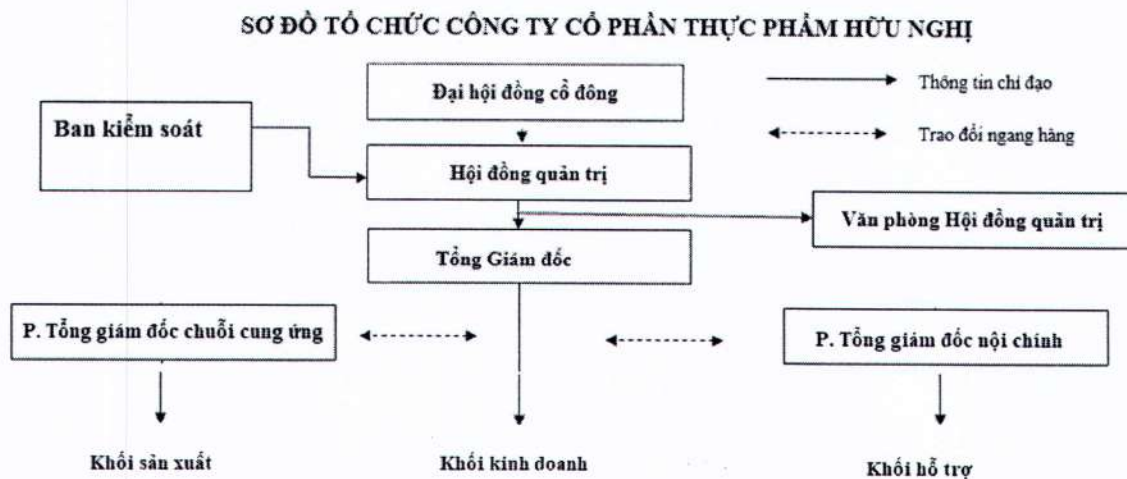 SƠ ĐỒ TỔ CHỨC CÔNG TY CỔ PHẦN THỰC PHẨM HỮU NGHỊ
Đại hội đồng cổ đông
Thông tin chỉ đạo
Ban kiểm soát
Trao đổi ngang hàng
Hội đồng quản trị
Văn phòng Hội đồng quản trị
Tổng Giám đốc
P. Tổng giám đốc chuỗi cung ứng
P. Tổng giám đốc nội chính
Khối sản xuất
Khối kinh doanh
Khối hỗ trợ